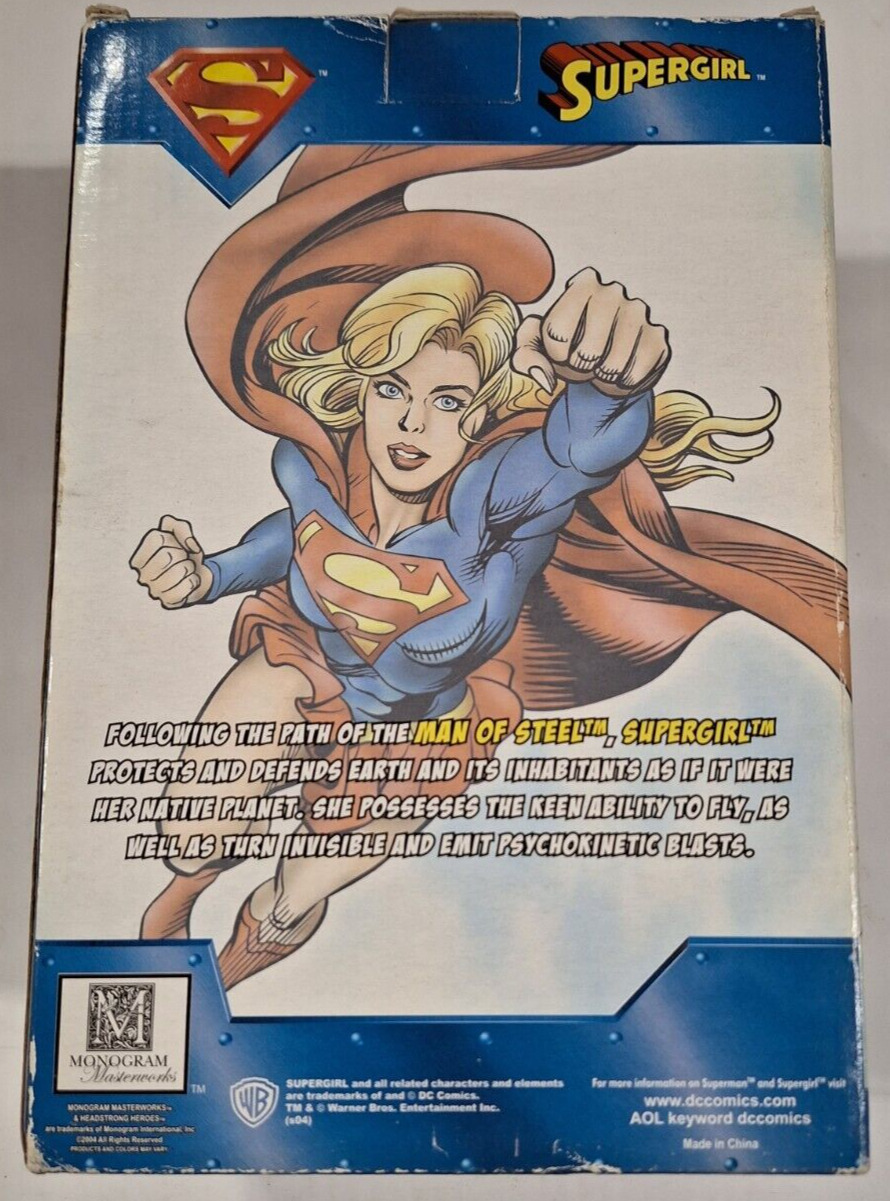 S™
SUPERGIRL™
FOLLOWING THE PATH OF THE MAN OF STEEL™, SUPERGIRL™
PROTECTS AND DEFENDS EARTH AND ITS INHABITANTS AS IF IT WERE
HER NATIVE PLANET. SHE POSSESSES THE KEEN ABILITY TO FLY, AS
WELL AS TURN INVISIBLE AND EMIT PSYCHOKINETIC BLASTS.
M
MONOGRAM
Masterworks
TM
MONOGRAM MASTERWORKS™
& HEADSTRONG HEROES™
are trademarks of Monogram International, Inc
©2004 All Rights Reserved
PRODUCTS AND COLORS MAY VARY.
WB
SUPERGIRL and all related characters and elements
are trademarks of and © DC Comics.
TM & © Warner Bros. Entertainment Inc.
(s04)
For more information on Superman™ and Supergirl™ visit
www.dccomics.com
AOL keyword dccomics
Made in China